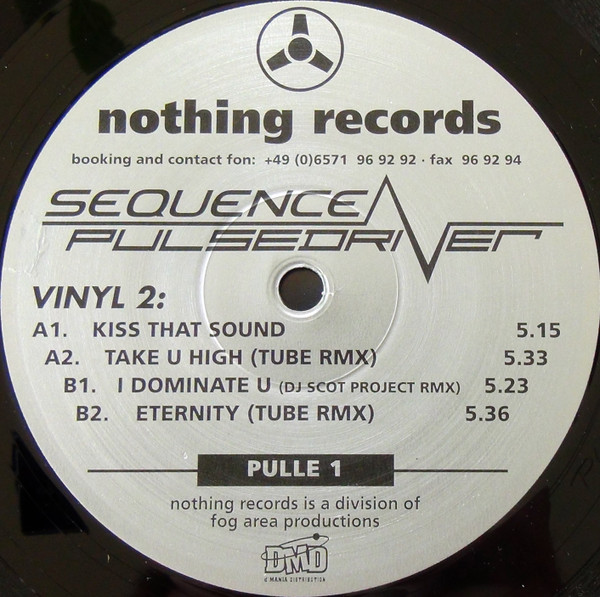 nothing records
booking and contact fon: +49 (0)6571 96 92 92 · fax 96 92 94
SEQUENCE
PULSEDRIVER
VINYL 2:
A1. KISS THAT SOUND 5.15
A2. TAKE U HIGH (TUBE RMX) 5.33
B1. I DOMINATE U (DJ SCOT PROJECT RMX) 5.23
B2. ETERNITY (TUBE RMX) 5.36
PULLE 1
nothing records is a division of
fog area productions
DMD
D'MANIA DISTRIBUTION